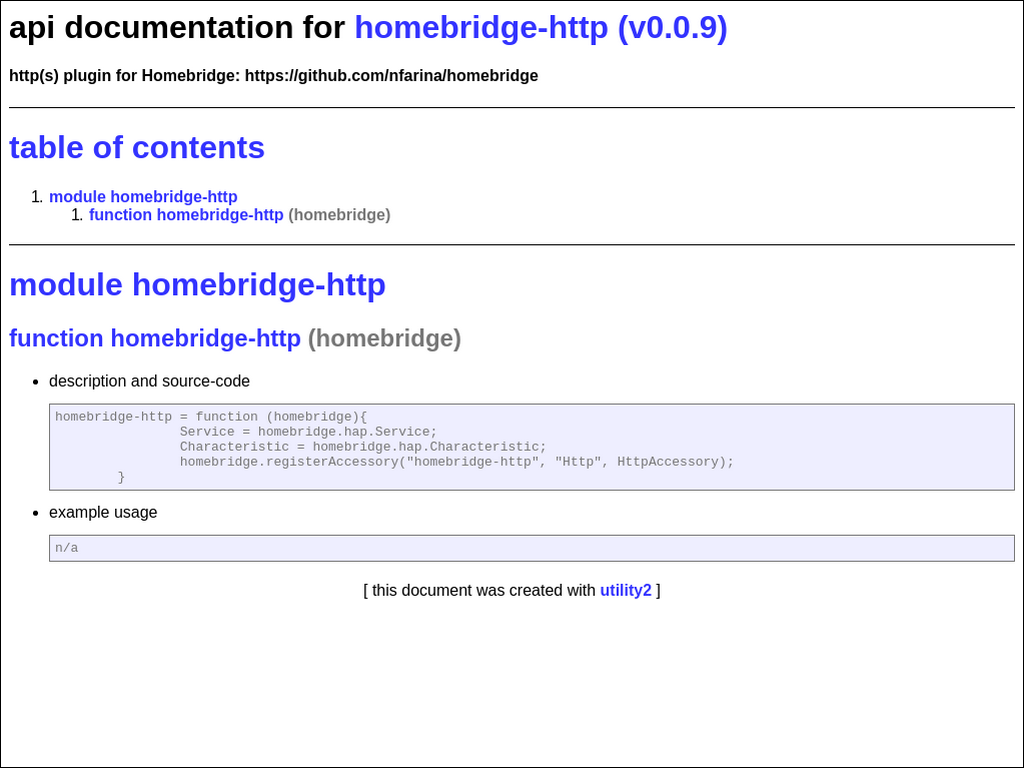 api documentation for homebridge-http (v0.0.9)
http(s) plugin for Homebridge: https://github.com/nfarina/homebridge
table of contents
1. module homebridge-http
1. function homebridge-http (homebridge)
module homebridge-http
function homebridge-http (homebridge)
• description and source-code
homebridge-http = function (homebridge){
Service = homebridge.hap.Service;
Characteristic = homebridge.hap.Characteristic;
homebridge.registerAccessory("homebridge-http", "Http", HttpAccessory);
}
• example usage
n/a
[ this document was created with utility2 ]